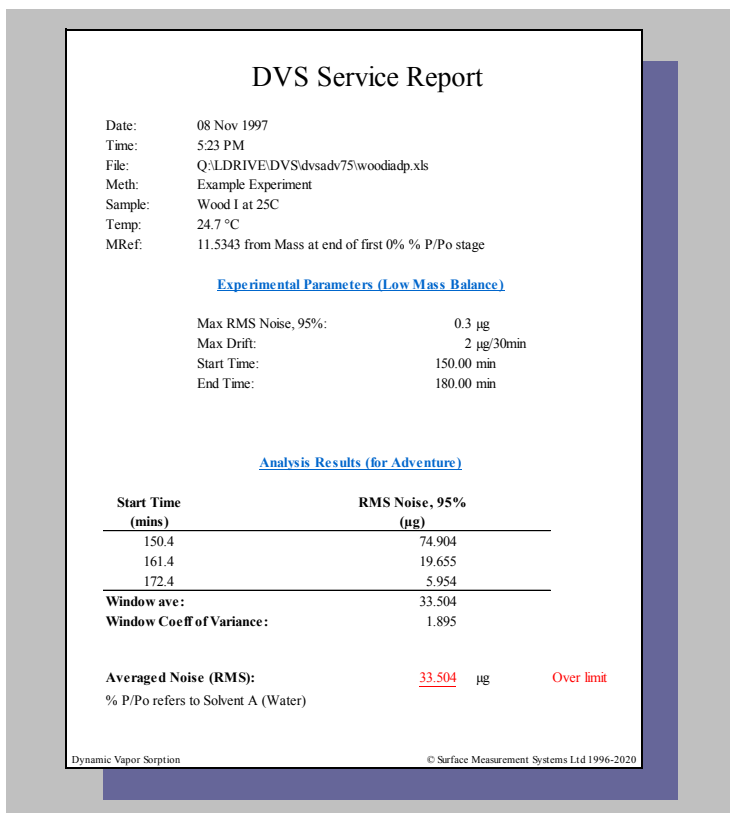 DVS Service Report
Date: 08 Nov 1997
Time: 5:23 PM
File: Q:\LDRIVE\DVS\dvsadv75\woodiadp.xls
Meth: Example Experiment
Sample: Wood I at 25C
Temp: 24.7 °C
MRef: 11.5343 from Mass at end of first 0% % P/Po stage
Experimental Parameters (Low Mass Balance)
Max RMS Noise, 95%: 0.3 µg
Max Drift: 2 µg/30min
Start Time: 150.00 min
End Time: 180.00 min
Analysis Results (for Adventure)
Start Time RMS Noise, 95%
(mins) (µg)
150.4 74.904
161.4 19.655
172.4 5.954
Window ave: 33.504
Window Coeff of Variance: 1.895
Averaged Noise (RMS): 33.504 µg Over limit
% P/Po refers to Solvent A (Water)
Dynamic Vapor Sorption © Surface Measurement Systems Ltd 1996-2020